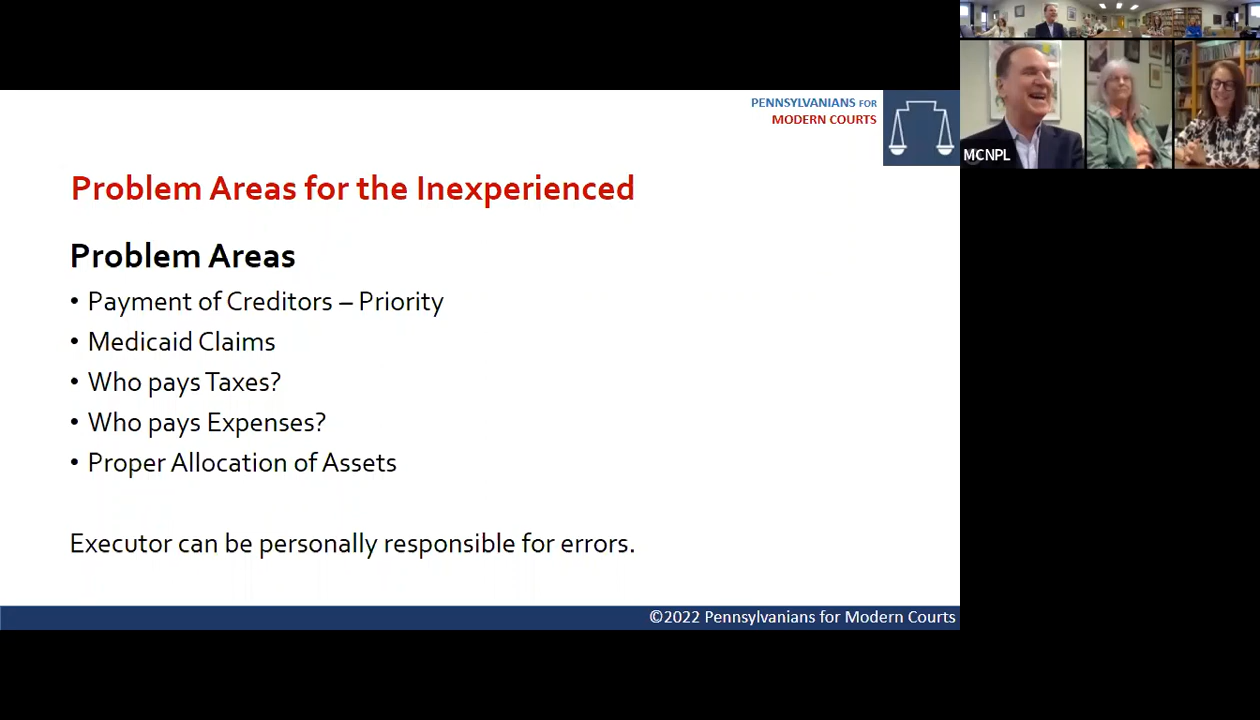 PENNSYLVANIANS FOR
MODERN COURTS
MCNPL
Problem Areas for the Inexperienced
Problem Areas
• Payment of Creditors – Priority
• Medicaid Claims
• Who pays Taxes?
• Who pays Expenses?
• Proper Allocation of Assets
Executor can be personally responsible for errors.
©2022 Pennsylvanians for Modern Courts